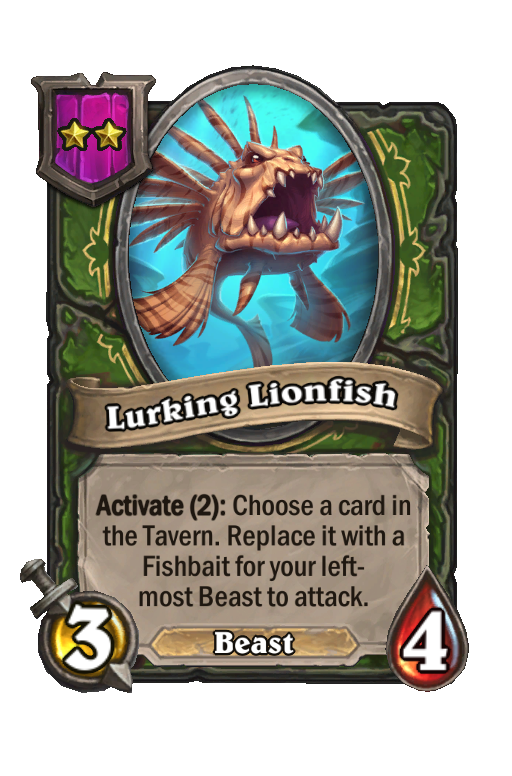 Lurking Lionfish
Activate (2): Choose a card in
the Tavern. Replace it with a
Fishbait for your left-
most Beast to attack.
3
Beast
4